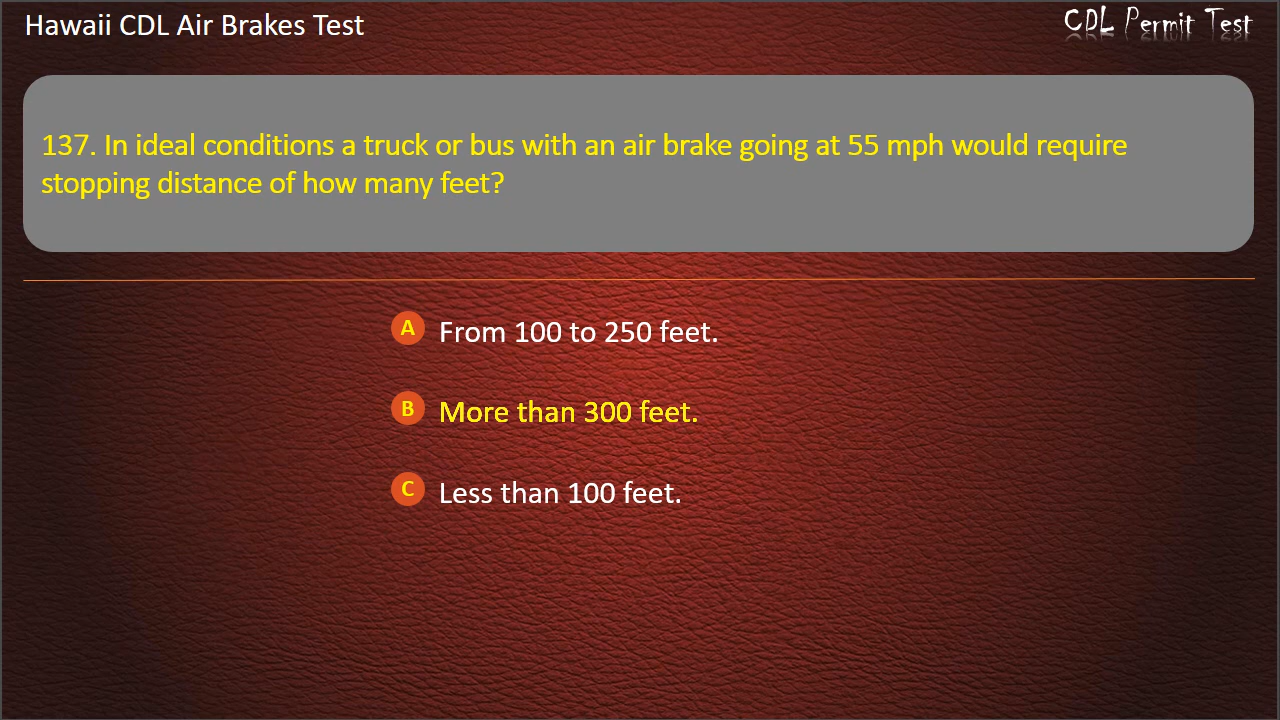 Hawaii CDL Air Brakes Test
CDL Permit Test
137. In ideal conditions a truck or bus with an air brake going at 55 mph would require
stopping distance of how many feet?
A From 100 to 250 feet.
B More than 300 feet.
C Less than 100 feet.